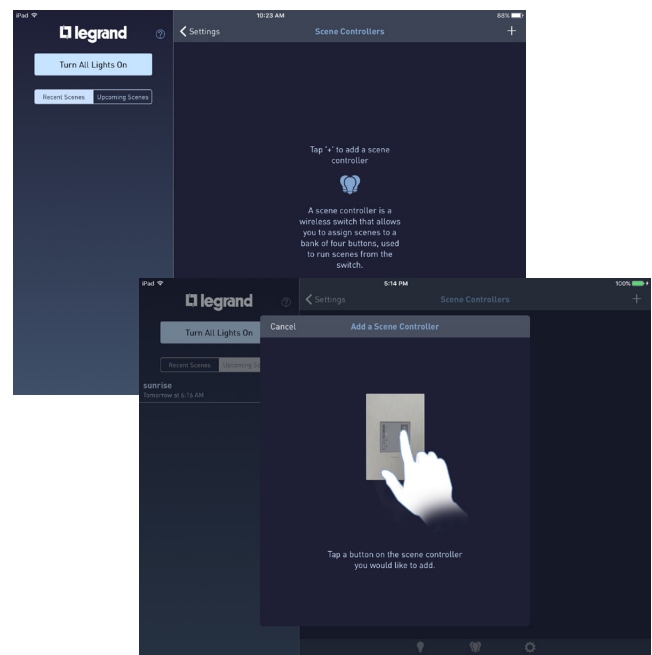 iPad 10:23 AM 88%
legrand ?
Settings Scene Controllers +
Turn All Lights On
Recent Scenes Upcoming Scenes
Tap '+' to add a scene
controller
A scene controller is a
wireless switch that allows
you to assign scenes to a
bank of four buttons, used
to run scenes from the
switch.
iPad 5:14 PM 100%
legrand ?
Settings Scene Controllers +
Turn All Lights On
Recent Scenes Upcoming
sunrise
Tomorrow at 6:16 AM
Cancel Add a Scene Controller
Tap a button on the scene controller
you would like to add.